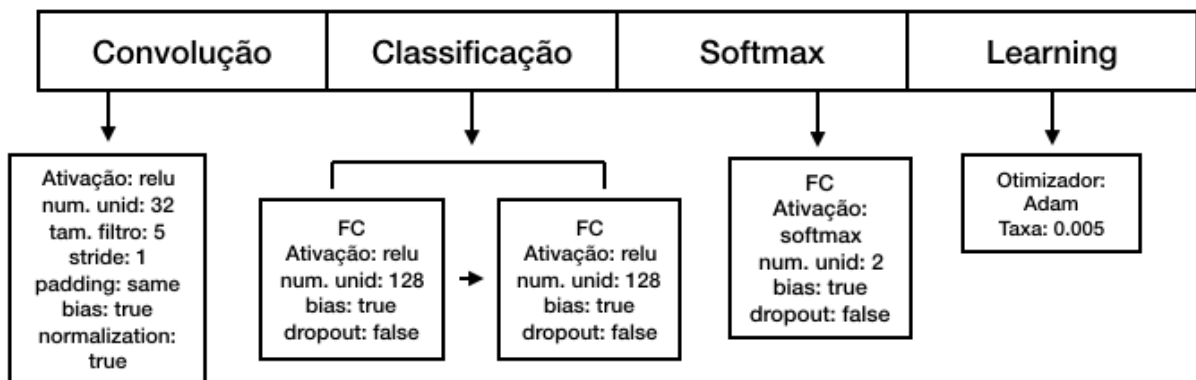 Convolução
Classificação
Softmax
Learning
Ativação: relu
num. unid: 32
tam. filtro: 5
stride: 1
padding: same
bias: true
normalization:
true
FC
Ativação: relu
num. unid: 128
bias: true
dropout: false
FC
Ativação: relu
num. unid: 128
bias: true
dropout: false
FC
Ativação:
softmax
num. unid: 2
bias: true
dropout: false
Otimizador:
Adam
Taxa: 0.005